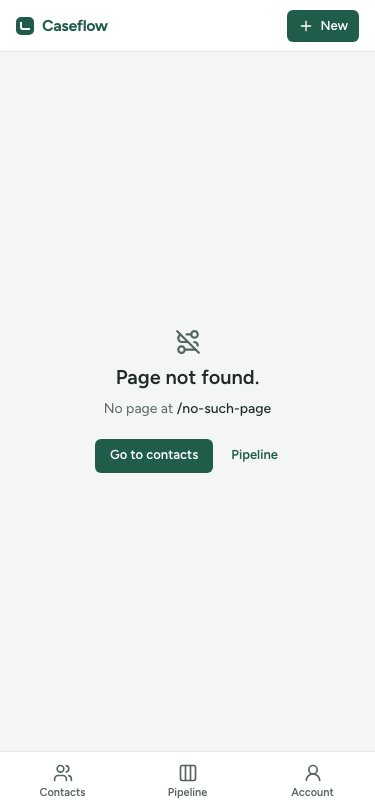 Caseflow
New
Page not found.
No page at /no-such-page
Go to contacts
Pipeline
Contacts
Pipeline
Account